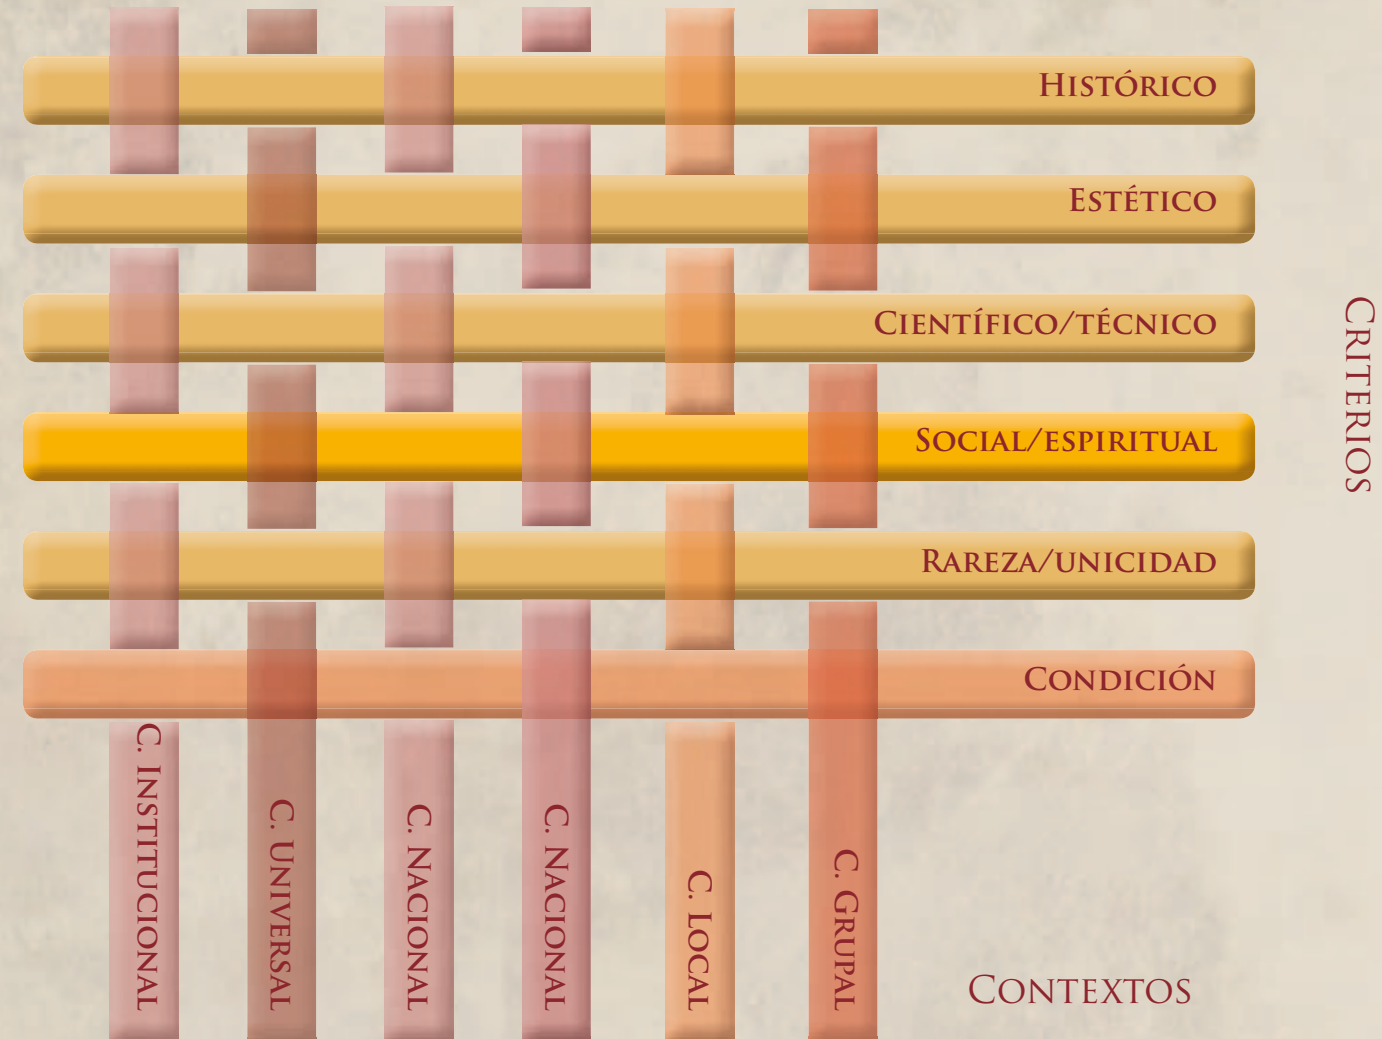 Histórico
Estético
Científico/técnico
Social/espiritual
Rareza/unicidad
Condición
Criterios
C. Institucional
C. Universal
C. Nacional
C. Nacional
C. Local
C. Grupal
Contextos